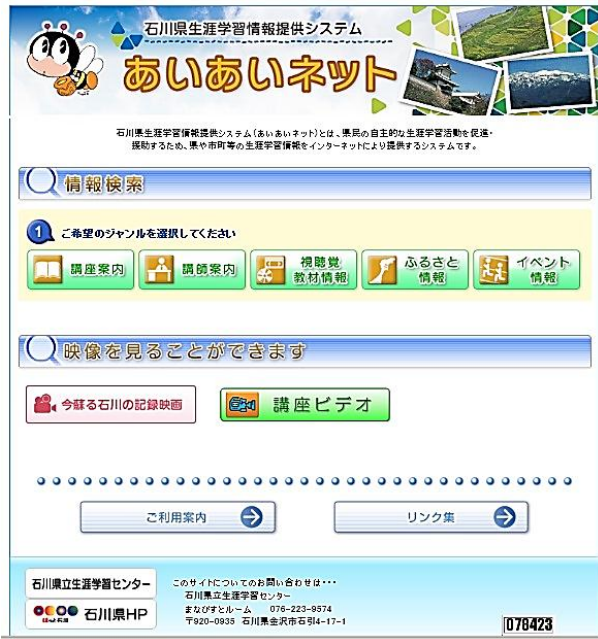 石川県生涯学習情報提供システム
あいあいネット
石川県生涯学習情報提供システム(あいあいネット)とは、県民の自主的な生涯学習活動を促進・
援助するため、県や市町等の生涯学習情報をインターネットにより提供するシステムです。
情報検索
1 ご希望のジャンルを選択してください
講座案内
講師案内
視聴覚
教材情報
ふるさと
情報
イベント
情報
映像を見ることができます
今蘇る石川の記録映画
講座ビデオ
ご利用案内
リンク集
石川県立生涯学習センター
石川県HP
このサイトについてのお問い合わせは・・・
石川県立生涯学習センター
まなびすとルーム 076-223-9574
〒920-0935 石川県金沢市石引4-17-1
078423